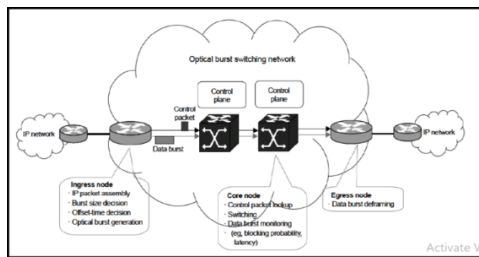 Optical burst switching network
Control
plane
Control
plane
Control
packet
IP network
IP network
Data burst
Ingress node
· IP packet assembly
· Burst size decision
· Offset-time decision
· Optical burst generation
Core node
· Control packet lookup
· Switching
· Data burst monitoring
(eg, blocking probability,
latency)
Egress node
· Data burst deframing
Activate